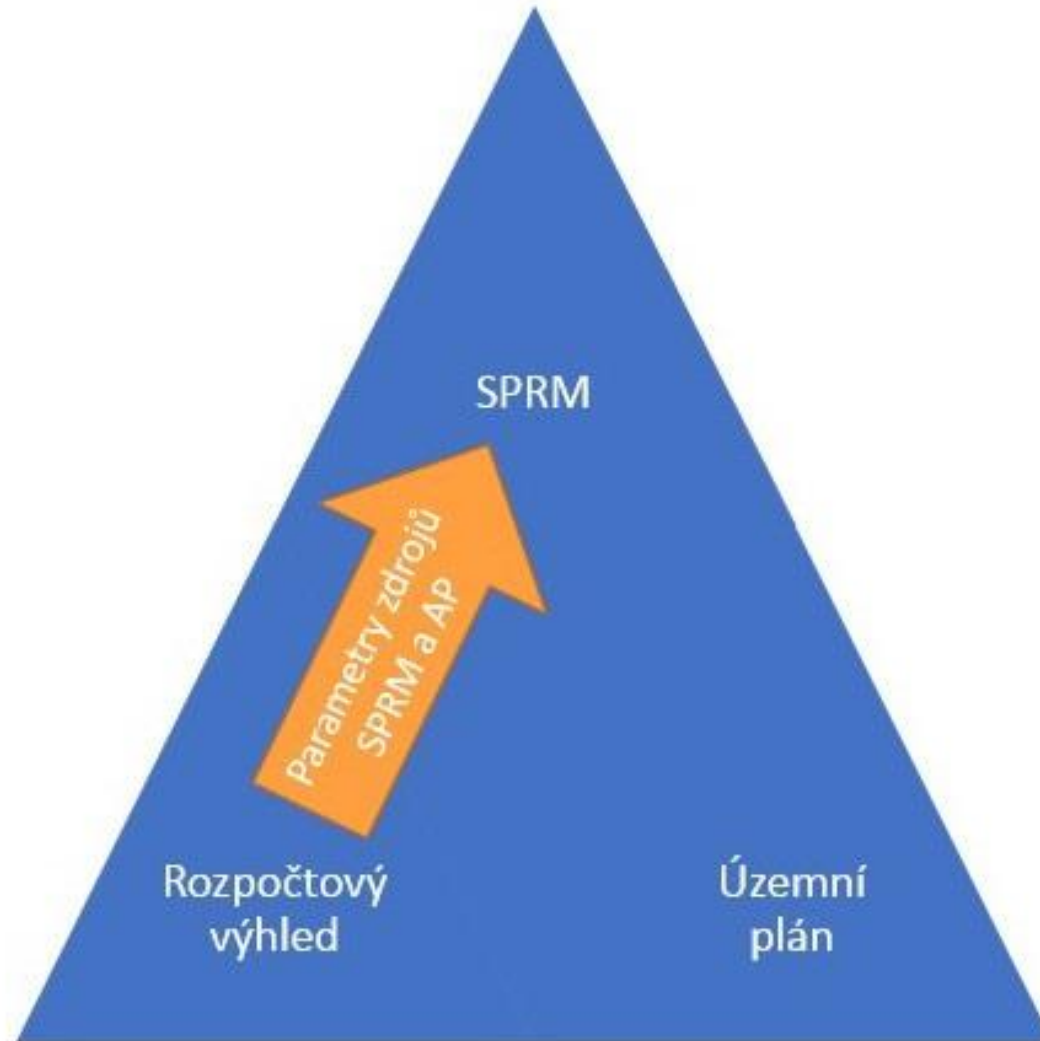 SPRM
Parametry zdrojů
SPRM a AP
Rozpočtový
výhled
Územní
plán